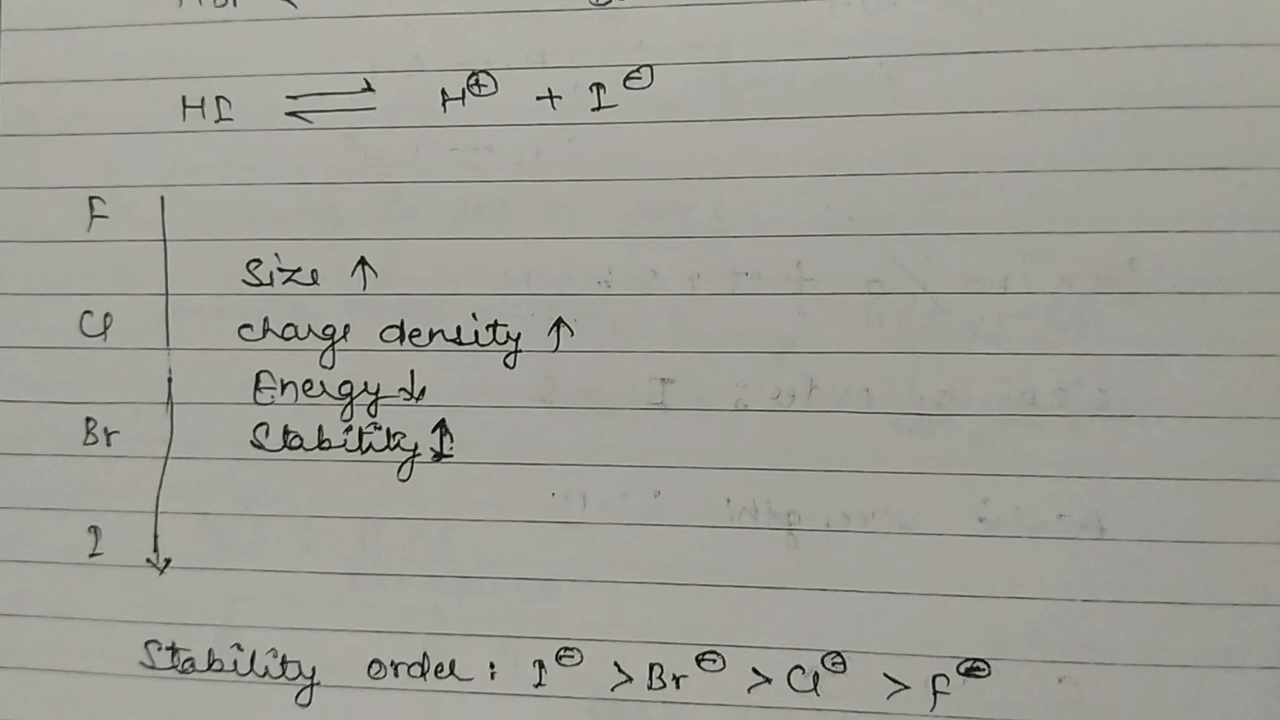 HI ⇌ H⊕ + I⊖
F
Size ↑
Cl charge density ↑
Energy ↓
Br Stability ↑
I
Stability order : I⊖ > Br⊖ > Cl⊖ > F⊖